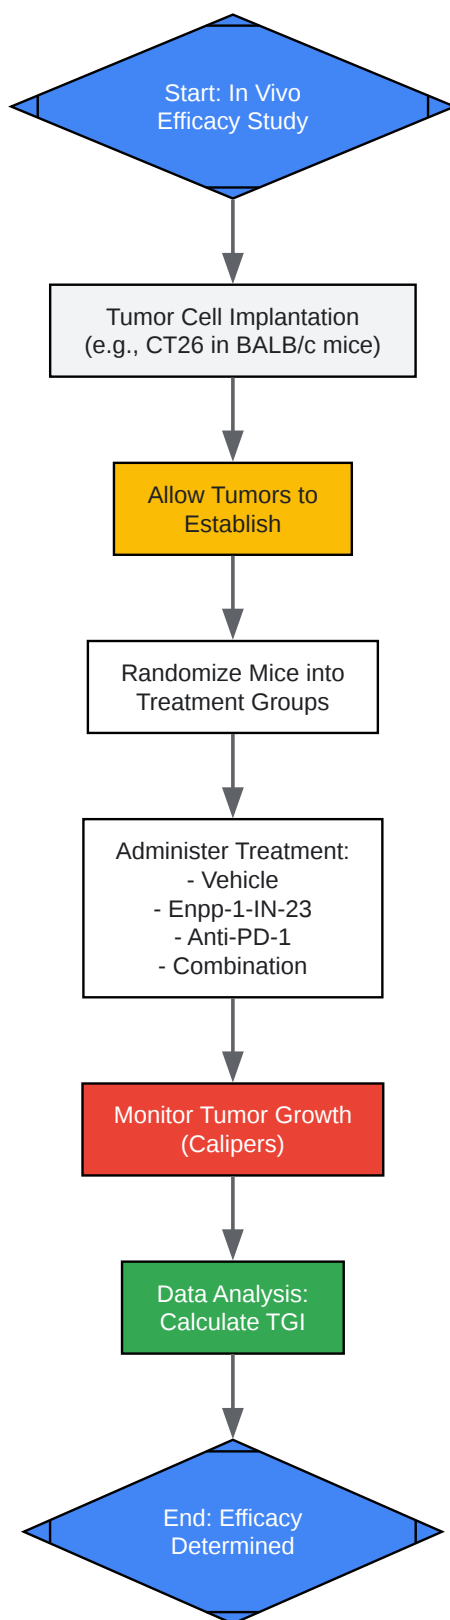 Start: In Vivo
Efficacy Study
Tumor Cell Implantation
(e.g., CT26 in BALB/c mice)
Allow Tumors to
Establish
Randomize Mice into
Treatment Groups
Administer Treatment:
- Vehicle
- Enpp-1-IN-23
- Anti-PD-1
- Combination
Monitor Tumor Growth
(Calipers)
Data Analysis:
Calculate TGI
End: Efficacy
Determined